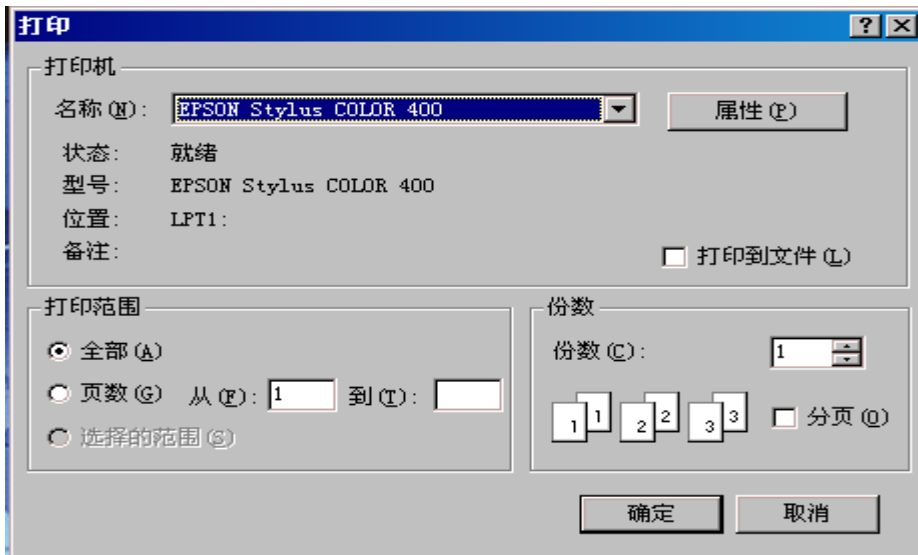 打印
打印机
名称(N): EPSON Stylus COLOR 400 属性(P)
状态: 就绪
型号: EPSON Stylus COLOR 400
位置: LPT1:
备注: 打印到文件(L)
打印范围 份数
全部(A) 份数(C): 1
页数(G) 从(F): 1 到(T):
1 1 2 2 3 3 分页(O)
选择的范围(S)
确定 取消